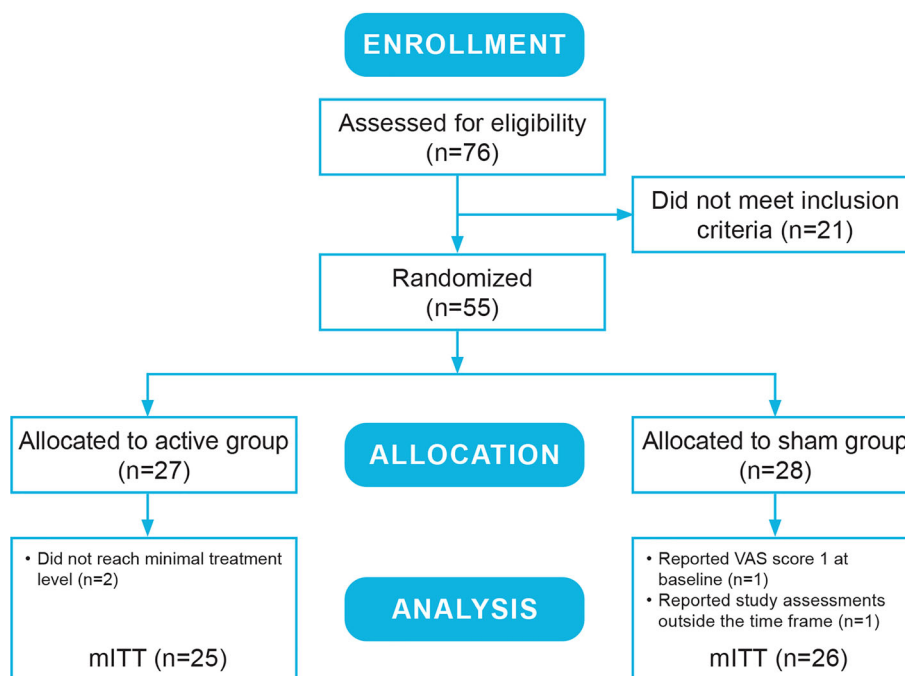 ENROLLMENT
Assessed for eligibility
(n=76)
Did not meet inclusion
criteria (n=21)
Randomized
(n=55)
Allocated to active group
(n=27)
ALLOCATION
Allocated to sham group
(n=28)
• Did not reach minimal treatment
level (n=2)
mITT (n=25)
ANALYSIS
• Reported VAS score 1 at
baseline (n=1)
• Reported study assessments
outside the time frame (n=1)
mITT (n=26)